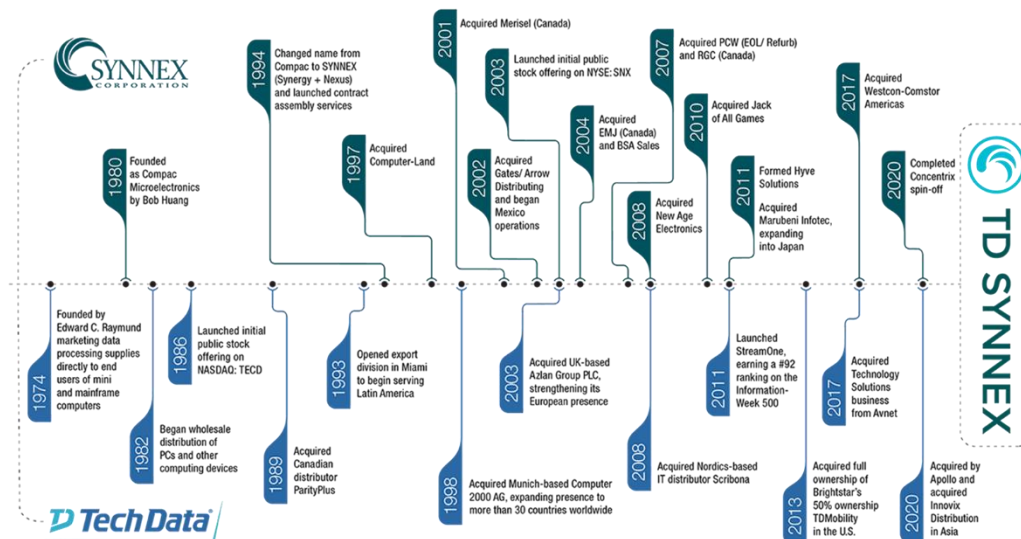 SYNNEX
CORPORATION
1980
Founded
as Compac
Microelectronics
by Bob Huang
1994
Changed name from
Compac to SYNNEX
(Synergy + Nexus)
and launched contract
assembly services
1997
Acquired
Computer-Land
2001
Acquired Merisel (Canada)
2002
Acquired
Gates/ Arrow
Distributing
and began
Mexico
operations
2003
Launched initial public
stock offering on NYSE: SNX
2004
Acquired
EMJ (Canada)
and BSA Sales
2007
Acquired PCW (EOL/ Refurb)
and RGC (Canada)
2008
Acquired
New Age
Electronics
2010
Acquired Jack
of All Games
2011
Formed Hyve
Solutions
Acquired
Marubeni Infotec,
expanding
into Japan
2017
Acquired
Westcon-Comstor
Americas
2020
Completed
Concentrix
spin-off
TD SYNNEX
1974
Founded by
Edward C. Raymund
marketing data
processing supplies
directly to end
users of mini
and mainframe
computers
1982
Began wholesale
distribution of
PCs and other
computing devices
1986
Launched initial
public stock
offering on
NASDAQ: TECD
1989
Acquired
Canadian
distributor
ParityPlus
1993
Opened export
division in Miami
to begin serving
Latin America
1998
Acquired Munich-based Computer
2000 AG, expanding presence to
more than 30 countries worldwide
2003
Acquired UK-based
Azlan Group PLC,
strengthening its
European presence
2008
Acquired Nordics-based
IT distributor Scribona
2011
Launched
StreamOne,
earning a #92
ranking on the
Information-
Week 500
2013
Acquired full
ownership of
Brightstar's
50% ownership
TDMobility
in the U.S.
2017
Acquired
Technology
Solutions
business
from Avnet
2020
Acquired by
Apollo and
acquired
Innovix
Distribution
in Asia
TD Tech Data